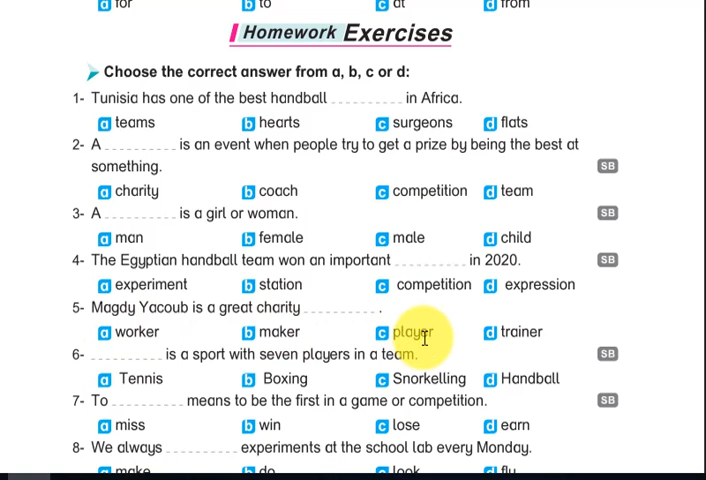 a for b to c at d from
Homework Exercises
Choose the correct answer from a, b, c or d:
1- Tunisia has one of the best handball __________ in Africa.
a teams b hearts c surgeons d flats
2- A __________ is an event when people try to get a prize by being the best at
something. SB
a charity b coach c competition d team
3- A __________ is a girl or woman. SB
a man b female c male d child
4- The Egyptian handball team won an important __________ in 2020. SB
a experiment b station c competition d expression
5- Magdy Yacoub is a great charity __________ .
a worker b maker c player d trainer
6- __________ is a sport with seven players in a team. SB
a Tennis b Boxing c Snorkelling d Handball
7- To __________ means to be the first in a game or competition. SB
a miss b win c lose d earn
8- We always __________ experiments at the school lab every Monday.
a make b do c look d fly